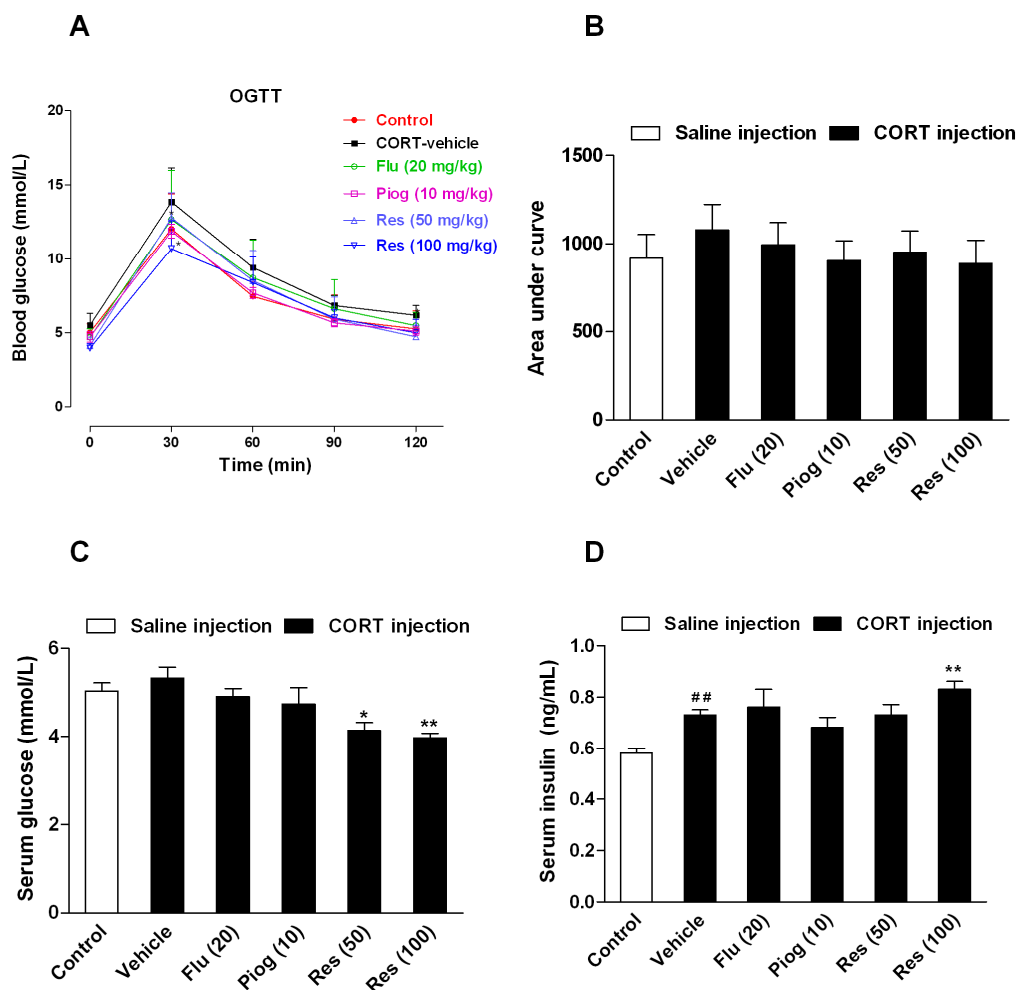 A
OGTT
Blood glucose (mmol/L)
20
15
10
5
0
Control
CORT-vehicle
Flu (20 mg/kg)
Piog (10 mg/kg)
Res (50 mg/kg)
Res (100 mg/kg)
*
0 30 60 90 120
Time (min)
B
Saline injection CORT injection
Area under curve
1500
1000
500
0
Control Vehicle Flu (20) Piog (10) Res (50) Res (100)
C
Saline injection CORT injection
Serum glucose (mmol/L)
6
4
2
0
* **
Control Vehicle Flu (20) Piog (10) Res (50) Res (100)
D
Saline injection CORT injection
Serum insulin (ng/mL)
1.0
0.8
0.6
0.4
0.2
0.0
## **
Control Vehicle Flu (20) Piog (10) Res (50) Res (100)